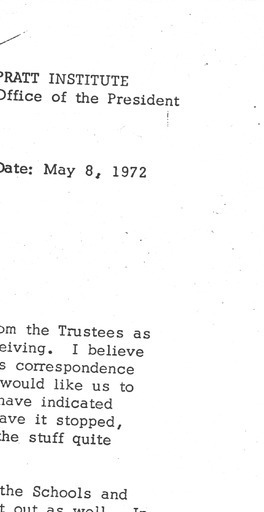 PRATT INSTITUTE
Office of the President
Date: May 8, 1972
om the Trustees as
eiving. I believe
s correspondence
would like us to
have indicated
ave it stopped,
the stuff quite
the Schools and
t out as well. In